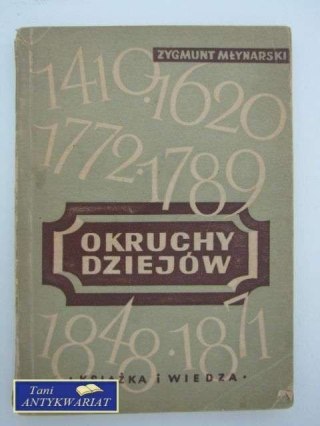 ZYGMUNT MŁYNARSKI
1410·1620
1772·1789
OKRUCHY
DZIEJÓW
1848·1871
·KSIĄŻKA i WIEDZA·
Tani
ANTYKWARIAT